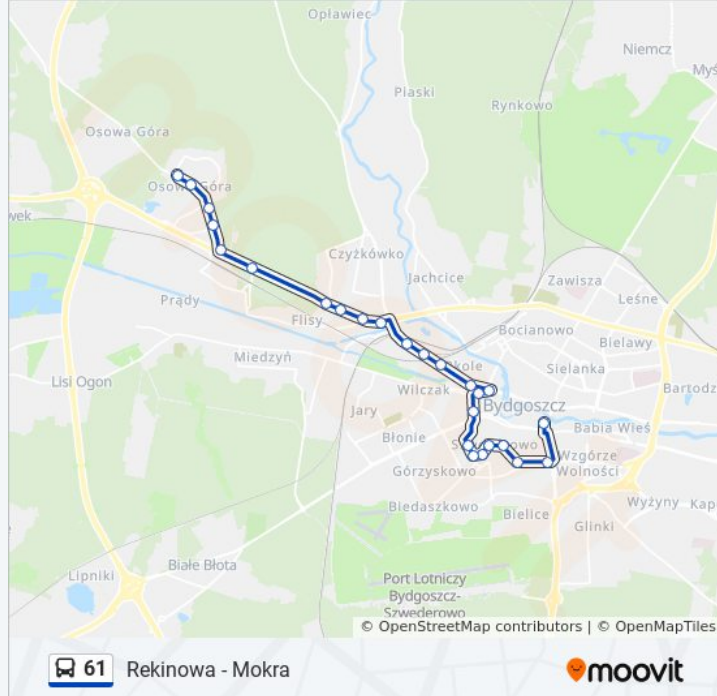 Opławiec
Niemcz
Piaski
Myś
Rynkowo
Osowa Góra
Osowa Góra
wek
Czyżkówko
Jachcice
Zawisza
Prądy
Leśne
Flisy
Bocianowo
Miedzyń
Bielawy
Okole
Sielanka
Lisi Ogon
Wilczak
Bartodz
Jary
Bydgoszcz
Babia Wieś
Błonie
Wzgórze
Wolności
Górzyskowo
Wyżyny
Kap
Biedaszkowo
Bielice
Glinki
Białe Błota
Lipniki
Port Lotniczy
Bydgoszcz-
Szwederowo
© OpenStreetMap contributors | © OpenMapTiles
61 Rekinowa - Mokra
moovit